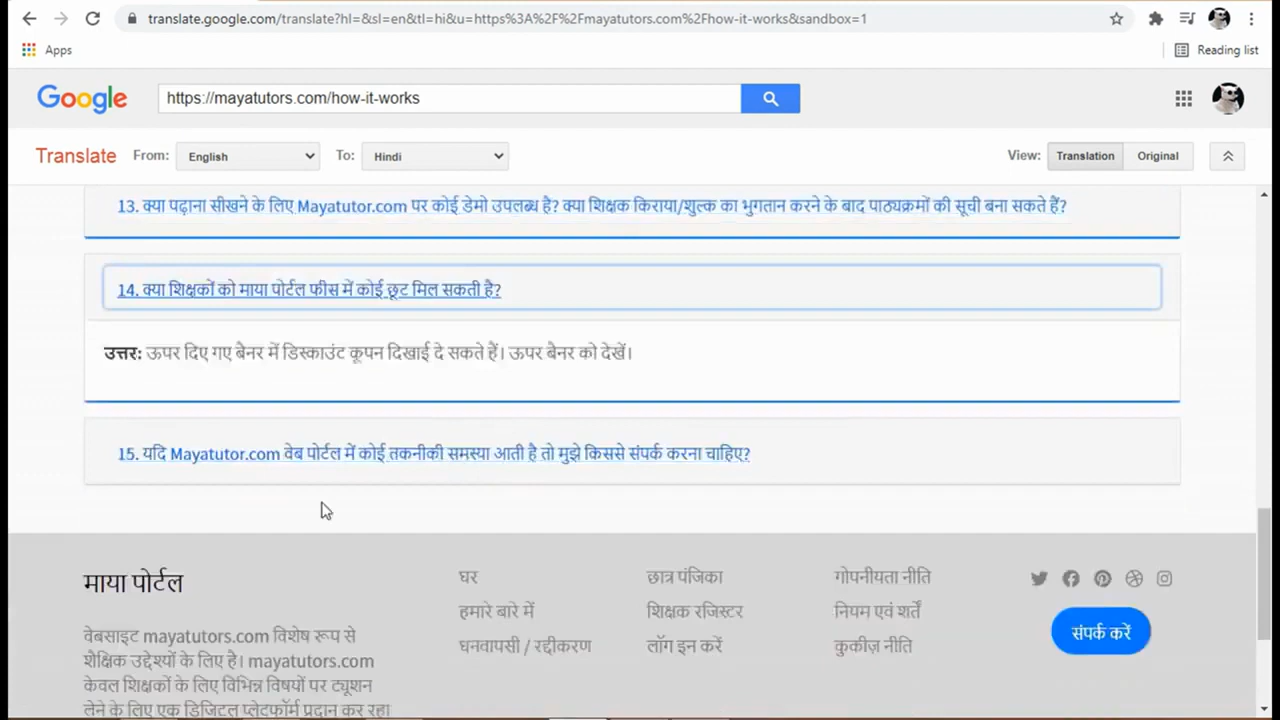 translate.google.com/translate?hl=&sl=en&tl=hi&u=https%3A%2F%2Fmayatutors.com%2Fhow-it-works&sandbox=1
Apps
Reading list
Google
https://mayatutors.com/how-it-works
Translate From: English To: Hindi View: Translation Original
13. क्या पढ़ाना सीखने के लिए Mayatutor.com पर कोई डेमो उपलब्ध है? क्या शिक्षक किराया/शुल्क का भुगतान करने के बाद पाठ्यक्रमों की सूची बना सकते हैं?
14. क्या शिक्षकों को माया पोर्टल फीस में कोई छूट मिल सकती है?
उत्तर: ऊपर दिए गए बैनर में डिस्काउंट कूपन दिखाई दे सकते हैं। ऊपर बैनर को देखें।
15. यदि Mayatutor.com वेब पोर्टल में कोई तकनीकी समस्या आती है तो मुझे किससे संपर्क करना चाहिए?
माया पोर्टल
वेबसाइट mayatutors.com विशेष रूप से
शैक्षिक उद्देश्यों के लिए है। mayatutors.com
केवल शिक्षकों के लिए विभिन्न विषयों पर ट्यूशन
लेने के लिए एक डिजिटल प्लेटफॉर्म प्रदान कर रहा
घर
हमारे बारे में
धनवापसी / रद्दीकरण
छात्र पंजिका
शिक्षक रजिस्टर
लॉग इन करें
गोपनीयता नीति
नियम एवं शर्तें
कुकीज़ नीति
संपर्क करें